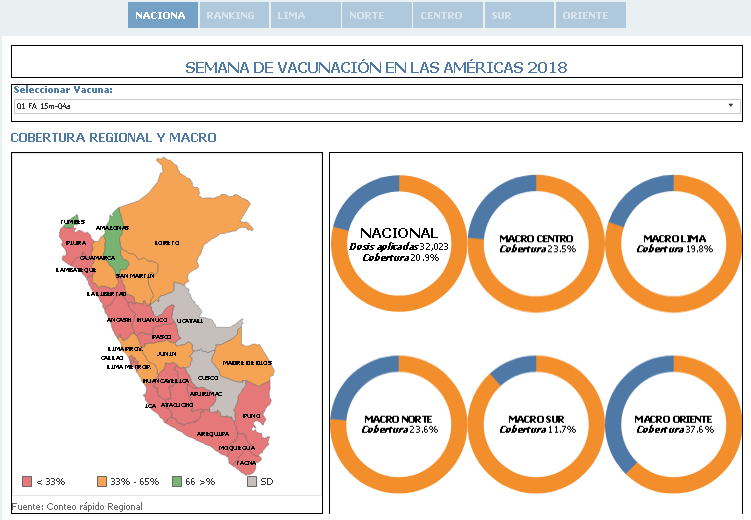 NACIONA RANKING LIMA NORTE CENTRO SUR ORIENTE
SEMANA DE VACUNACIÓN EN LAS AMÉRICAS 2018
Seleccionar Vacuna:
01 FA 15m-04a
COBERTURA REGIONAL Y MACRO
TUMBES
AMAZONAS
PIURA
LORETO
CAJAMARCA
LAMBAYEQUE
SAN MARTIN
LA LIBERTAD
ANCASH
HUANUCO
UCAYALI
PASCO
LIMA PROV.
JUNIN
CALLAO
LIMA METROP.
MADRE DE DIOS
CUSCO
HUANCAVELICA
APURIMAC
ICA
AYACUCHO
PUNO
AREQUIPA
MOQUEGUA
TACNA
< 33%
33% - 65%
66 >%
SD
Fuente: Conteo rápido Regional
NACIONAL
Dosis aplicadas 32,023
Cobertura 20.9%
MACRO CENTRO
Cobertura 23.5%
MACRO LIMA
Cobertura 19.8%
MACRO NORTE
Cobertura 23.6%
MACRO SUR
Cobertura 11.7%
MACRO ORIENTE
Cobertura 37.6%